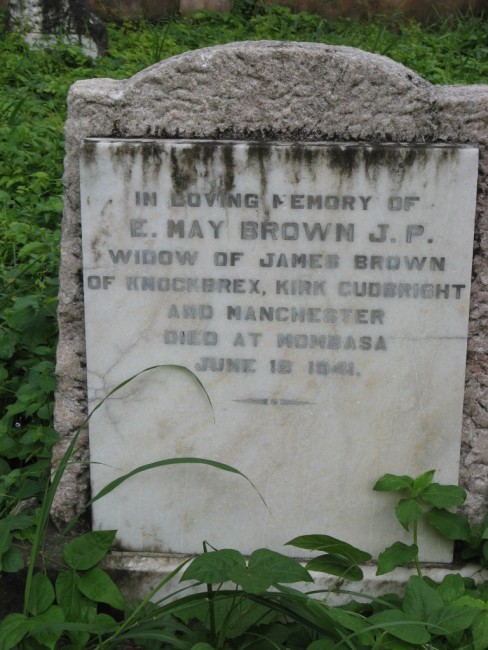 IN LOVING MEMORY OF
E. MAY BROWN J. P.
WIDOW OF JAMES BROWN
OF KNOCKBREX, KIRK CUDBRIGHT
AND MANCHESTER
DIED AT MOMBASA
JUNE 18 1941.